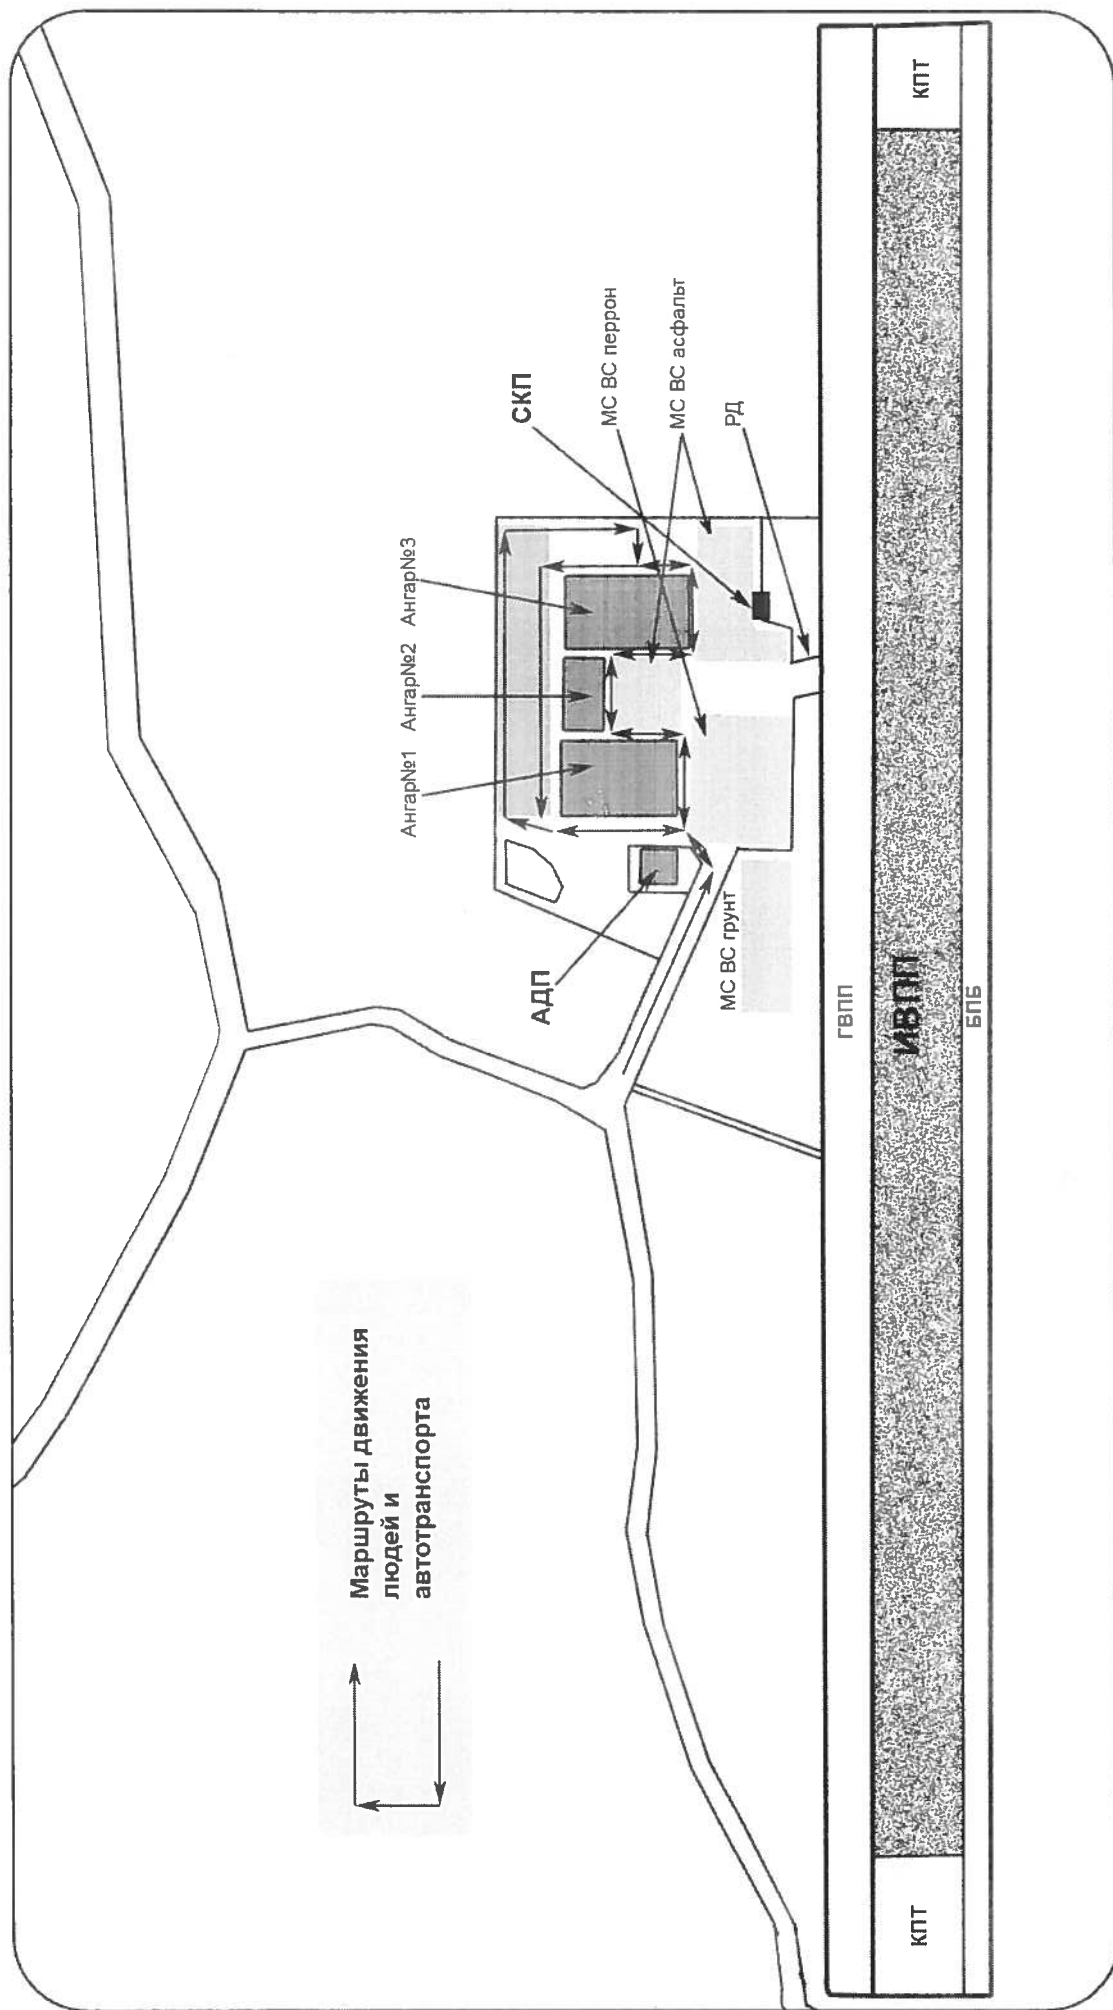 Ангар№1 Ангар№2 Ангар№3
СКП
МС ВС перрон
МС ВС асфальт
РД
АДП
МС ВС грунт
Маршруты движения
людей и
автотранспорта
ГВПП
КПТ
ИВПП
КПТ
БПБ